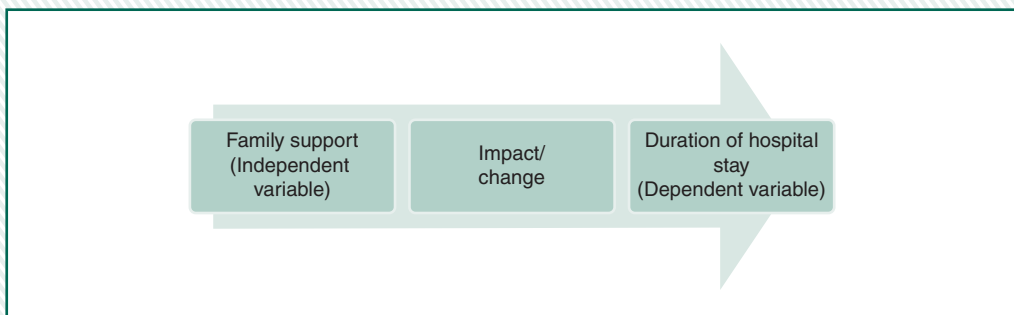 Family support
(Independent
variable)
Impact/
change
Duration of hospital
stay
(Dependent variable)